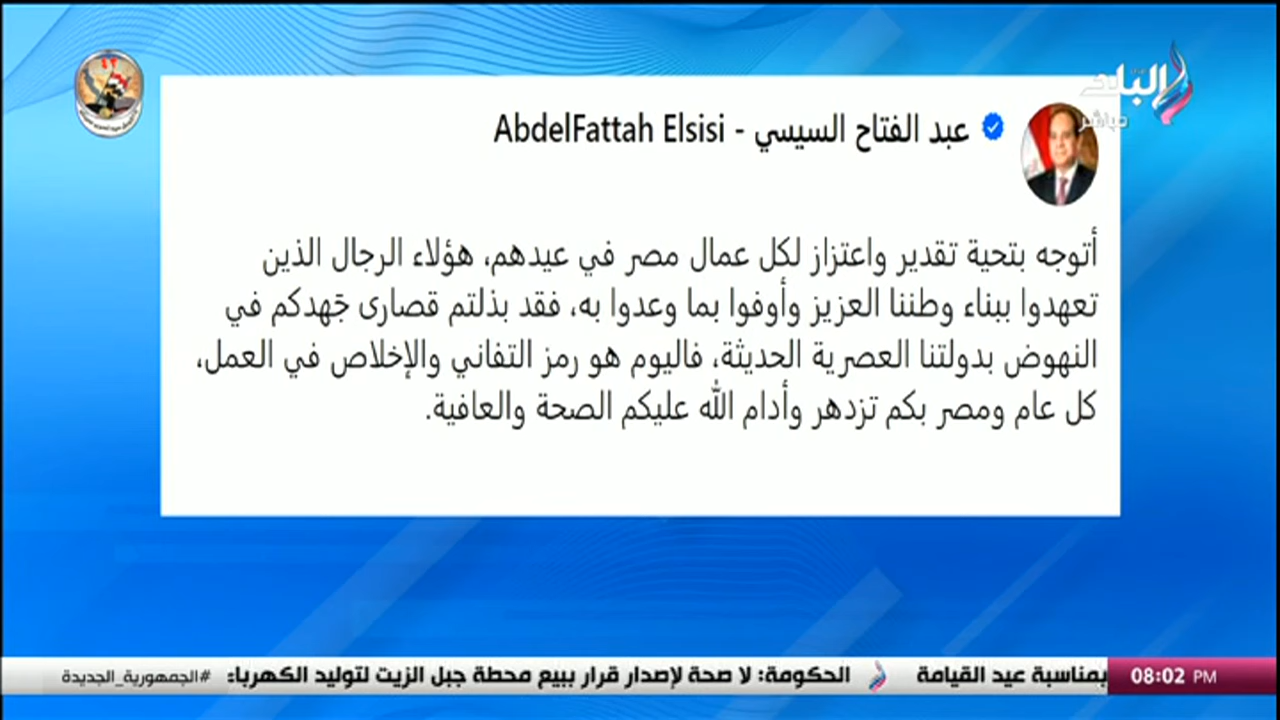 البلد
مباشر
٤٢
عبد الفتاح السيسي - AbdelFattah Elsisi
أتوجه بتحية تقدير واعتزاز لكل عمال مصر في عيدهم، هؤلاء الرجال الذين
تعهدوا ببناء وطننا العزيز وأوفوا بما وعدوا به، فقد بذلتم قصارى جَهدكم في
النهوض بدولتنا العصرية الحديثة، فاليوم هو رمز التفاني والإخلاص في العمل،
كل عام ومصر بكم تزدهر وأدام الله عليكم الصحة والعافية.
08:02 PM
بمناسبة عيد القيامة
الحكومة: لا صحة لإصدار قرار ببيع محطة جبل الزيت لتوليد الكهرباء
#الجمهورية_الجديدة